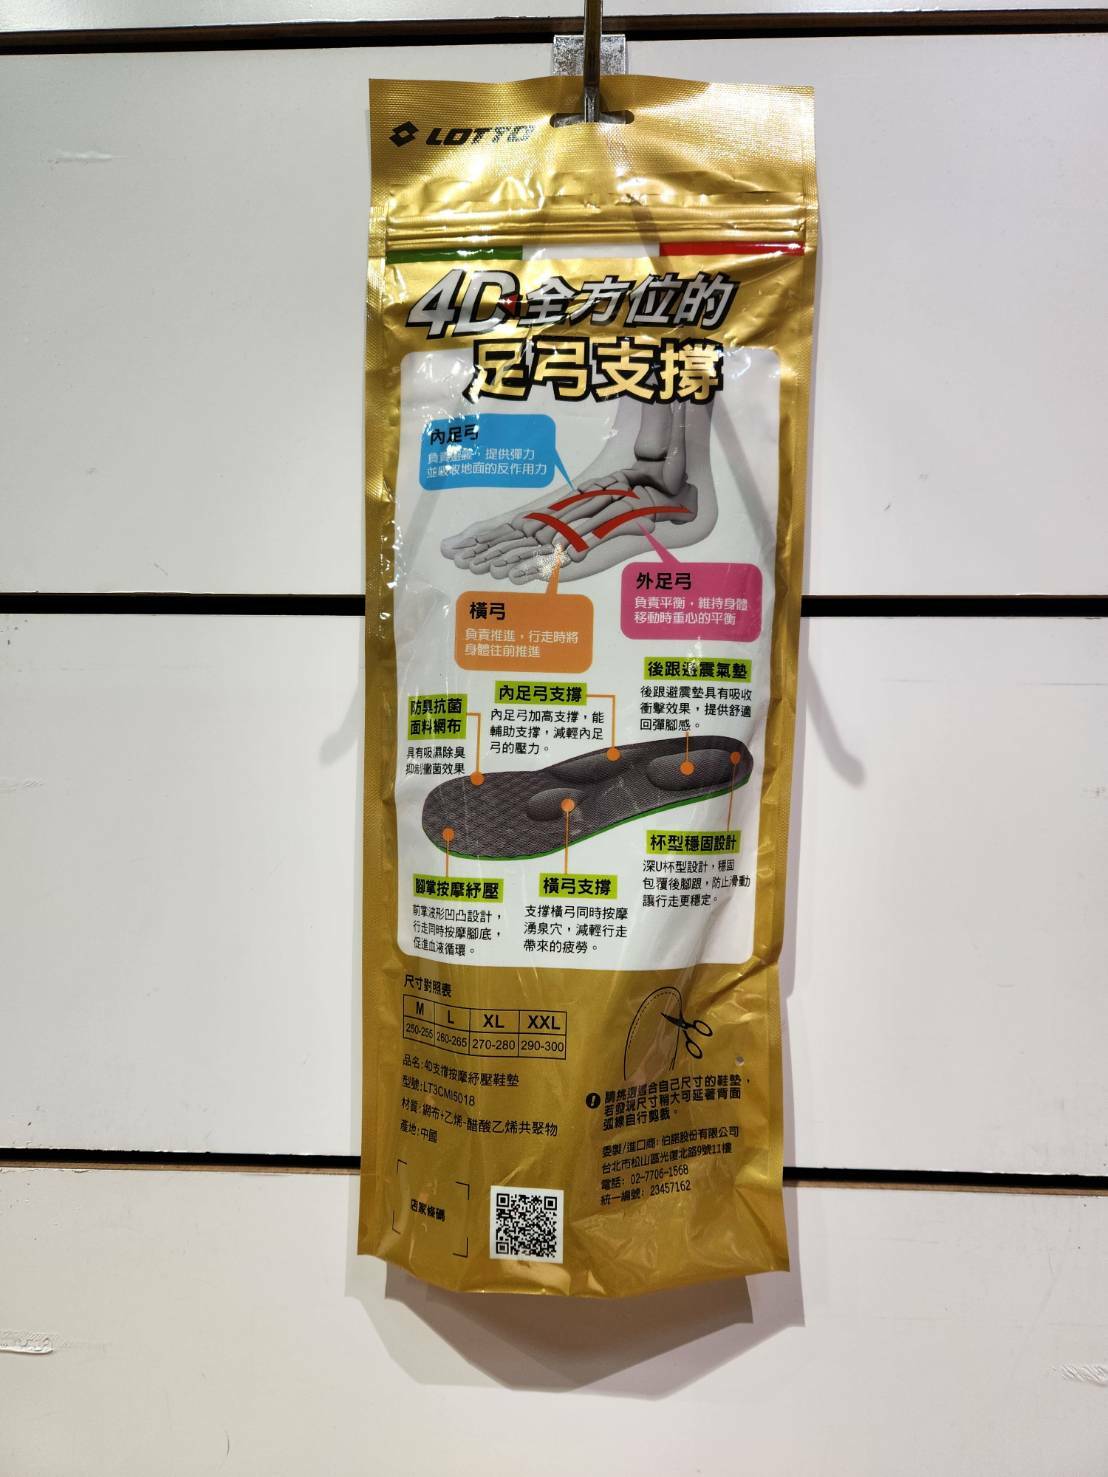 LOTTO
4D全方位的
足弓支撐
內足弓
提供彈力
並吸收地面的反作用力
外足弓
負責平衡，維持身體
移動時重心的平衡
橫弓
負責推進，行走時將
身體往前推進
後跟避震氣墊
後跟避震墊具有吸收
衝擊效果，提供舒適
回彈腳感。
內足弓支撐
內足弓加高支撐，能
輔助支撐，減輕內足
弓的壓力。
防臭抗菌
面料網布
具有吸濕除臭
抑制黴菌效果
杯型穩固設計
深U杯型設計，穩固
包覆後腳跟，防止滑動
讓行走更穩定。
腳掌按摩紓壓
前掌波形凹凸設計，
行走同時按摩腳底，
促進血液循環。
橫弓支撐
支撐橫弓同時按摩
湧泉穴，減輕行走
帶來的疲勞。
尺寸對照表
M L XL XXL
250-255 260-265 270-280 290-300
品名:4D支撐按摩紓壓鞋墊
型號:LT3CMI5018
材質:網布+乙烯-醋酸乙烯共聚物
產地:中國
請挑選適合自己尺寸的鞋墊，
若發現尺寸稍大可延著背面
弧線自行剪裁。
委製/進口商:伯諾股份有限公司
台北市松山區光復北路9號11樓
電話: 02-7706-1568
統一編號: 23457162
店家條碼